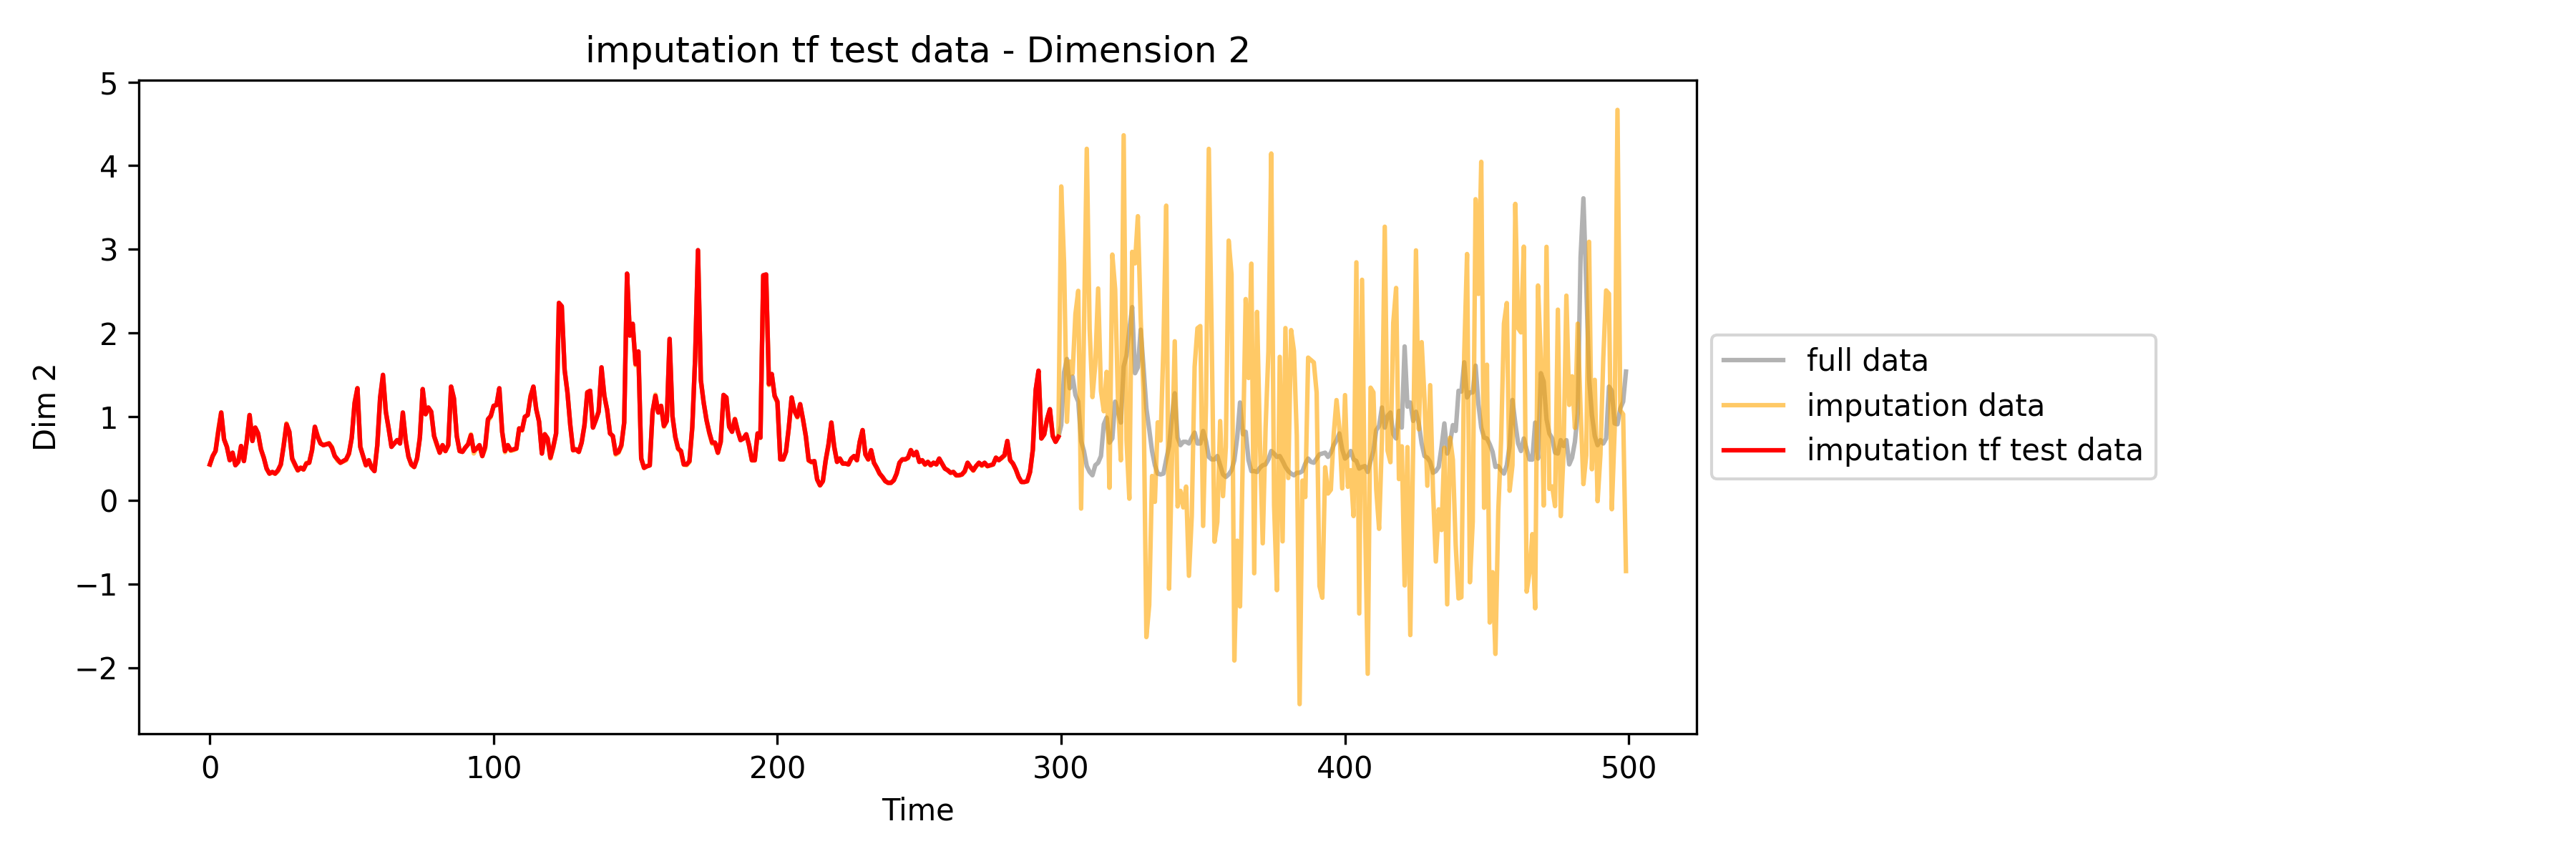 imputation tf test data - Dimension 2
5
4
3
2
1
0
−1
−2
Dim 2
0 100 200 300 400 500
Time
full data
imputation data
imputation tf test data